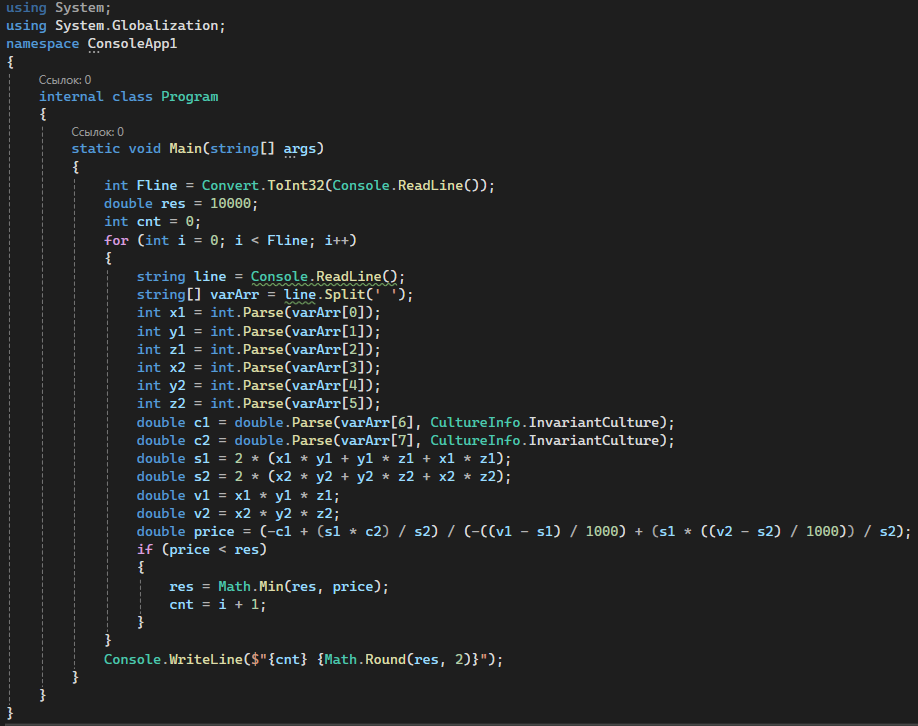 using System;
using System.Globalization;
namespace ConsoleApp1
{
Ссылок: 0
internal class Program
{
Ссылок: 0
static void Main(string[] args)
{
int Fline = Convert.ToInt32(Console.ReadLine());
double res = 10000;
int cnt = 0;
for (int i = 0; i < Fline; i++)
{
string line = Console.ReadLine();
string[] varArr = line.Split(' ');
int x1 = int.Parse(varArr[0]);
int y1 = int.Parse(varArr[1]);
int z1 = int.Parse(varArr[2]);
int x2 = int.Parse(varArr[3]);
int y2 = int.Parse(varArr[4]);
int z2 = int.Parse(varArr[5]);
double c1 = double.Parse(varArr[6], CultureInfo.InvariantCulture);
double c2 = double.Parse(varArr[7], CultureInfo.InvariantCulture);
double s1 = 2 * (x1 * y1 + y1 * z1 + x1 * z1);
double s2 = 2 * (x2 * y2 + y2 * z2 + x2 * z2);
double v1 = x1 * y1 * z1;
double v2 = x2 * y2 * z2;
double price = (-c1 + (s1 * c2) / s2) / (-((v1 - s1) / 1000) + (s1 * ((v2 - s2) / 1000)) / s2);
if (price < res)
{
res = Math.Min(res, price);
cnt = i + 1;
}
}
Console.WriteLine($"{cnt} {Math.Round(res, 2)}");
}
}
}